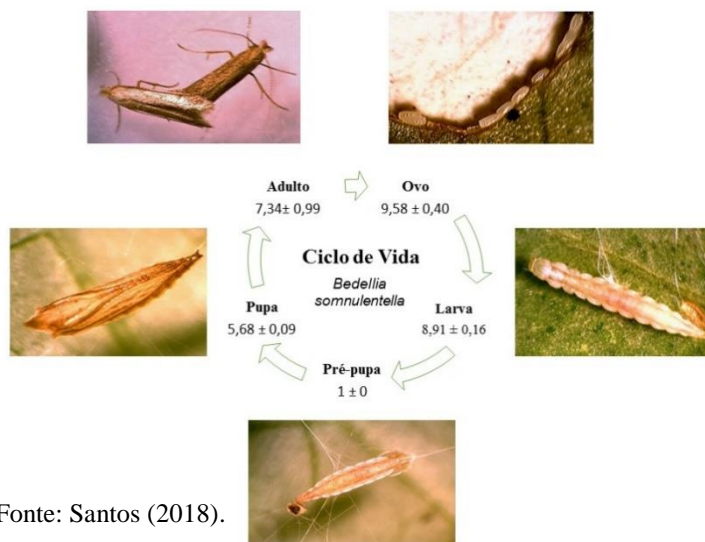 Adulto
7,34± 0,99
Ovo
9,58 ± 0,40
Ciclo de Vida
Bedellia
somnulentella
Pupa
5,68 ± 0,09
Larva
8,91 ± 0,16
Pré-pupa
1 ± 0
Fonte: Santos (2018).